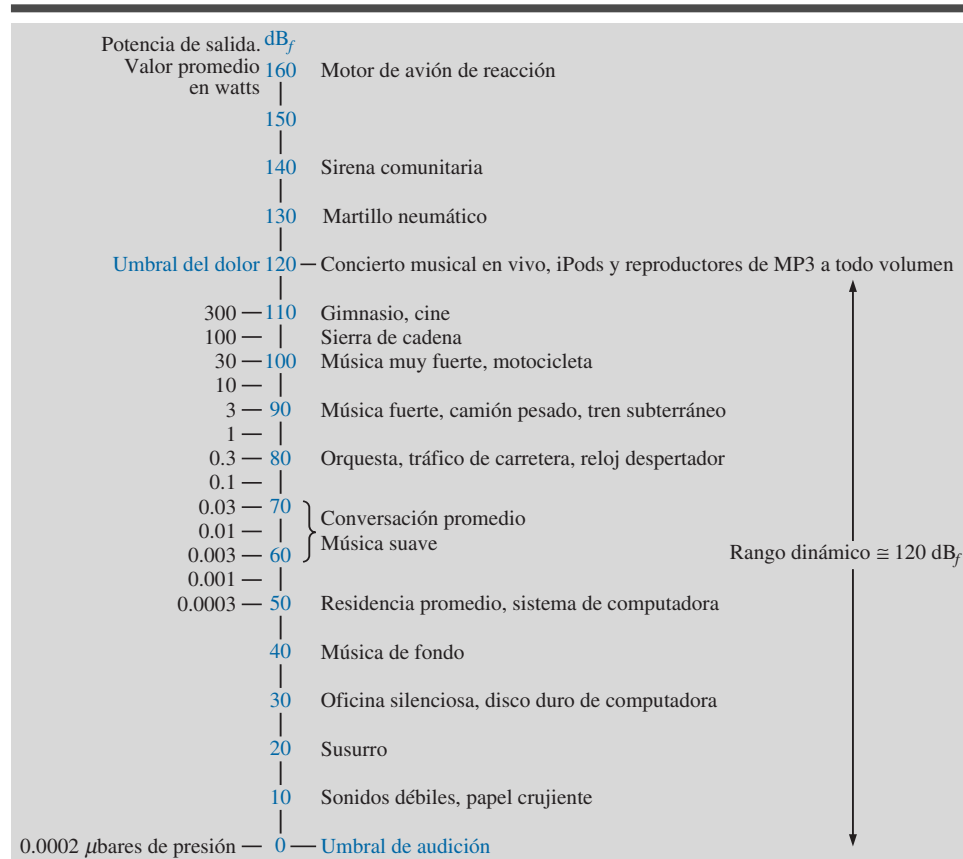 Potencia de salida. dBf
Valor promedio 160 Motor de avión de reacción
en watts
150
140 Sirena comunitaria
130 Martillo neumático
Umbral del dolor 120 Concierto musical en vivo, iPods y reproductores de MP3 a todo volumen
300 110 Gimnasio, cine
100 Sierra de cadena
30 100 Música muy fuerte, motocicleta
10
3 90 Música fuerte, camión pesado, tren subterráneo
1
0.3 80 Orquesta, tráfico de carretera, reloj despertador
0.1
0.03 70
Conversación promedio
0.01
Música suave
0.003 60
Rango dinámico ≅ 120 dBf
0.001
0.0003 50 Residencia promedio, sistema de computadora
40 Música de fondo
30 Oficina silenciosa, disco duro de computadora
20 Susurro
10 Sonidos débiles, papel crujiente
0.0002 μbares de presión 0 Umbral de audición